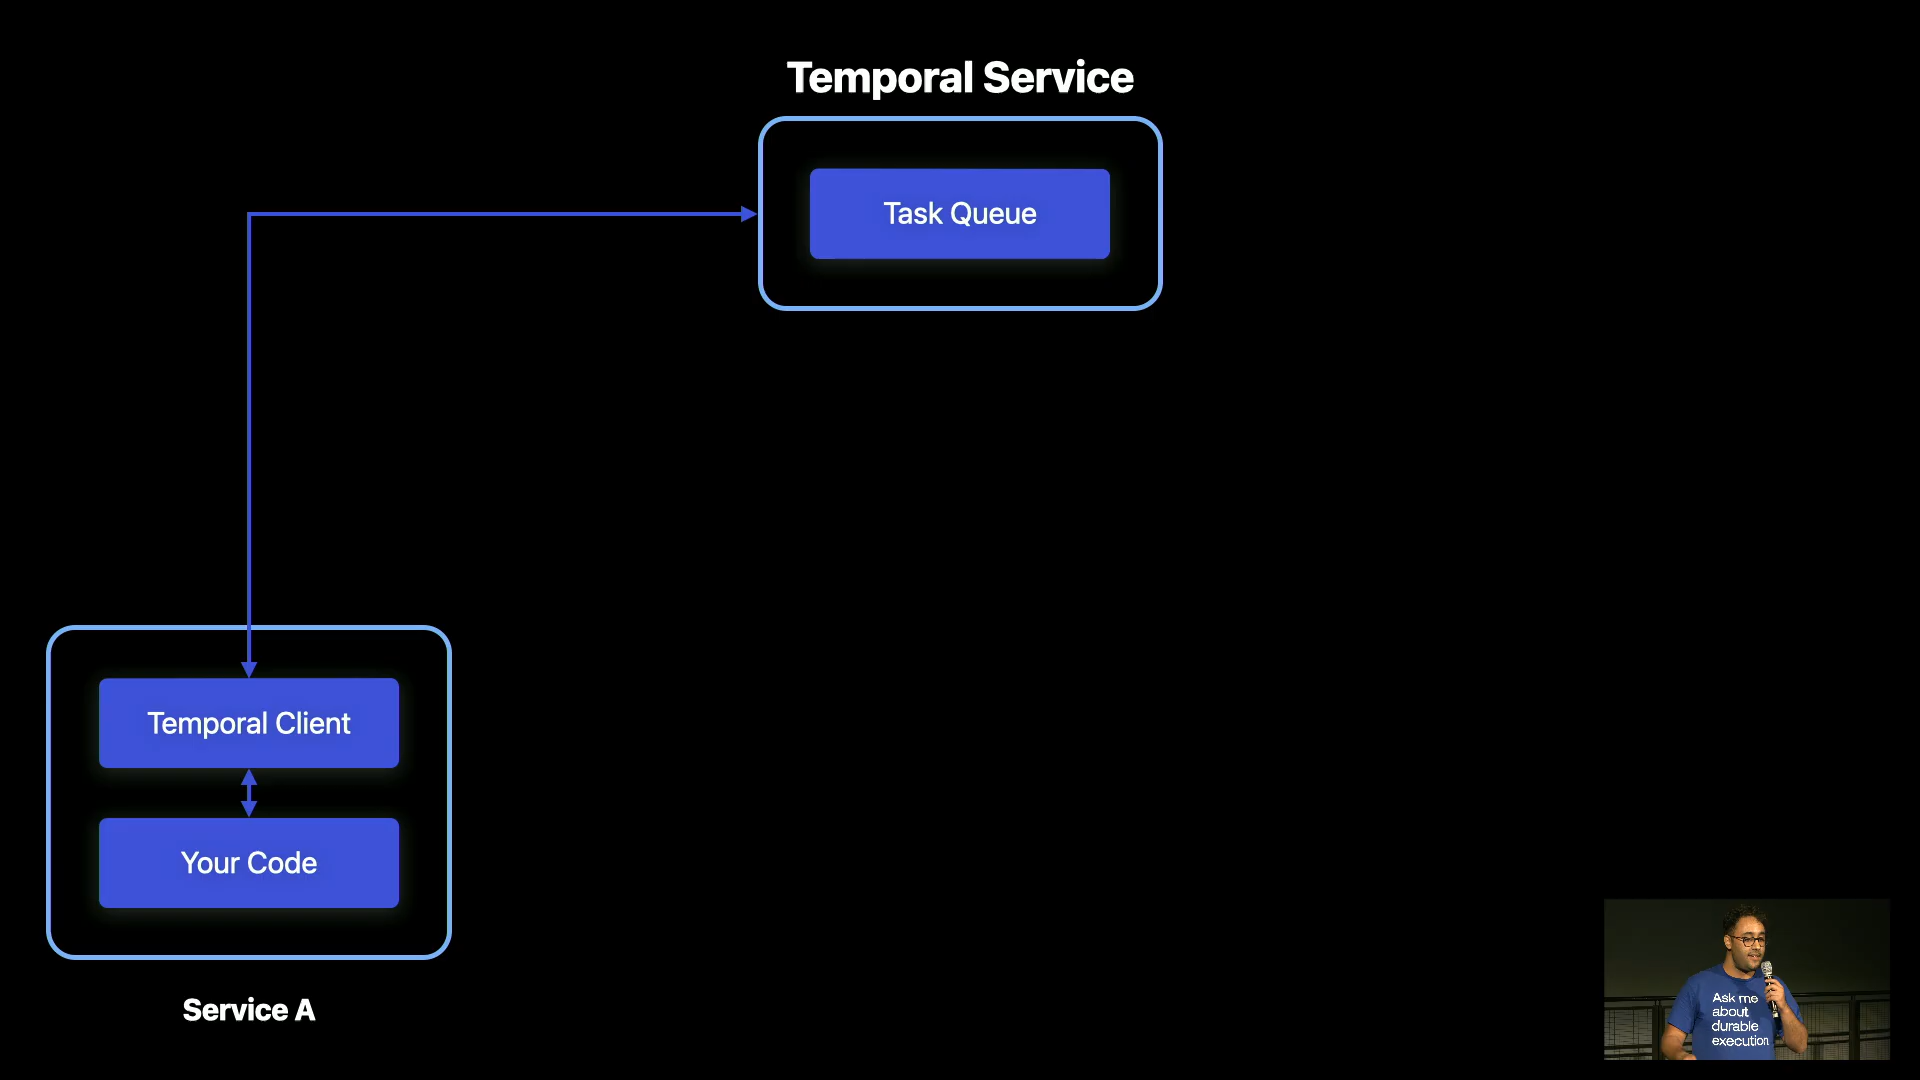 Temporal Service
Task Queue
Temporal Client
Your Code
Service A
Ask me
about
durable
execution